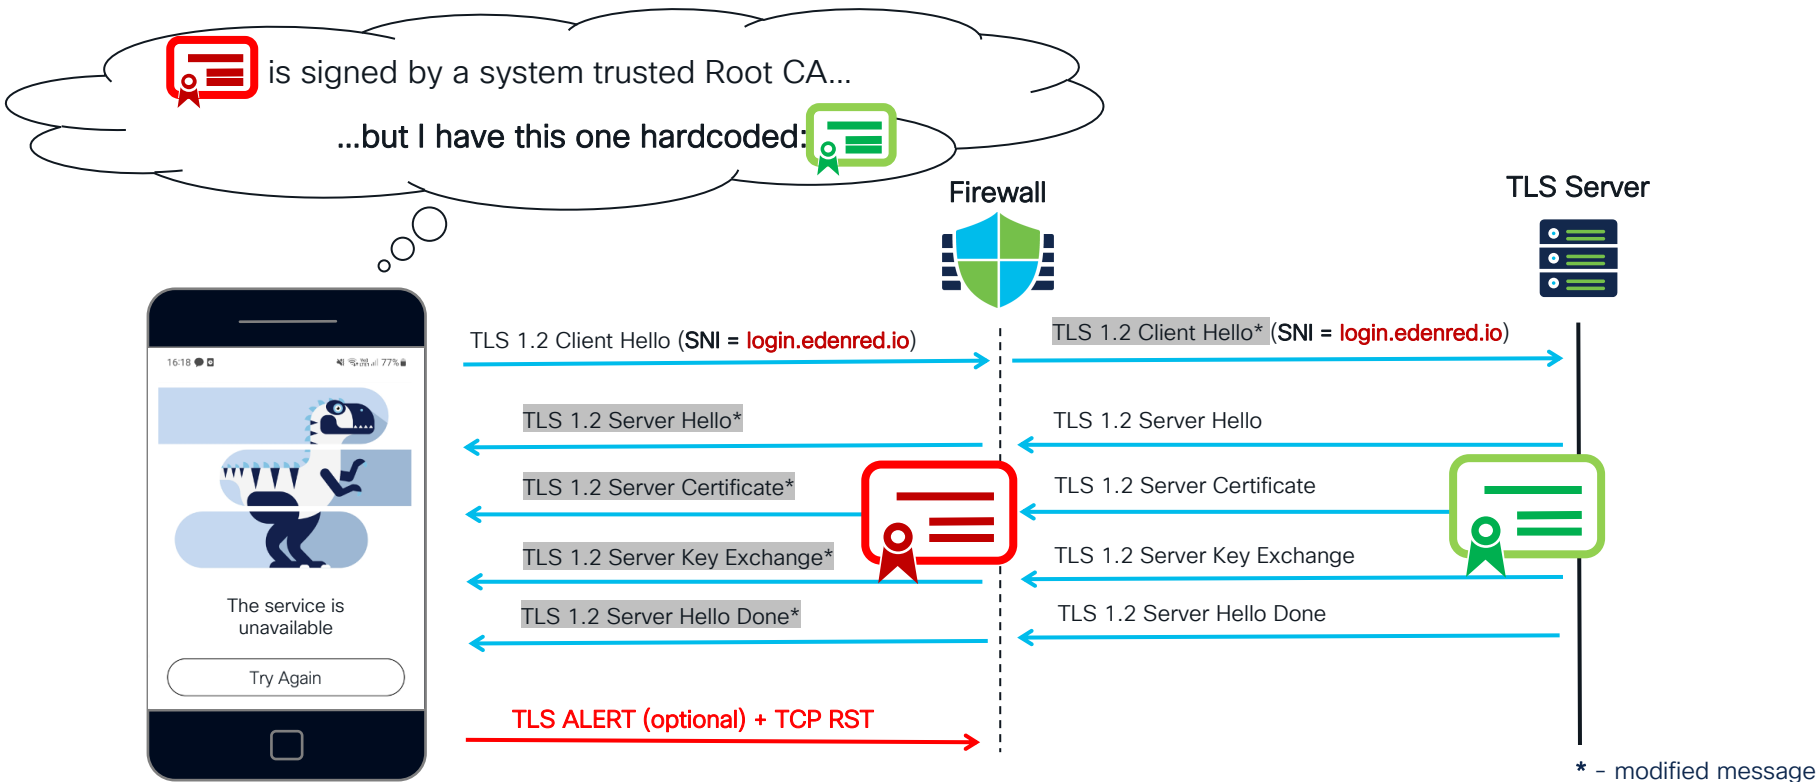 is signed by a system trusted Root CA...
...but I have this one hardcoded:
Firewall
TLS Server
TLS 1.2 Client Hello (SNI = login.edenred.io)
TLS 1.2 Client Hello* (SNI = login.edenred.io)
16:18
77%
TLS 1.2 Server Hello*
TLS 1.2 Server Hello
TLS 1.2 Server Certificate*
TLS 1.2 Server Certificate
TLS 1.2 Server Key Exchange*
TLS 1.2 Server Key Exchange
The service is
unavailable
TLS 1.2 Server Hello Done*
TLS 1.2 Server Hello Done
Try Again
TLS ALERT (optional) + TCP RST
* - modified message